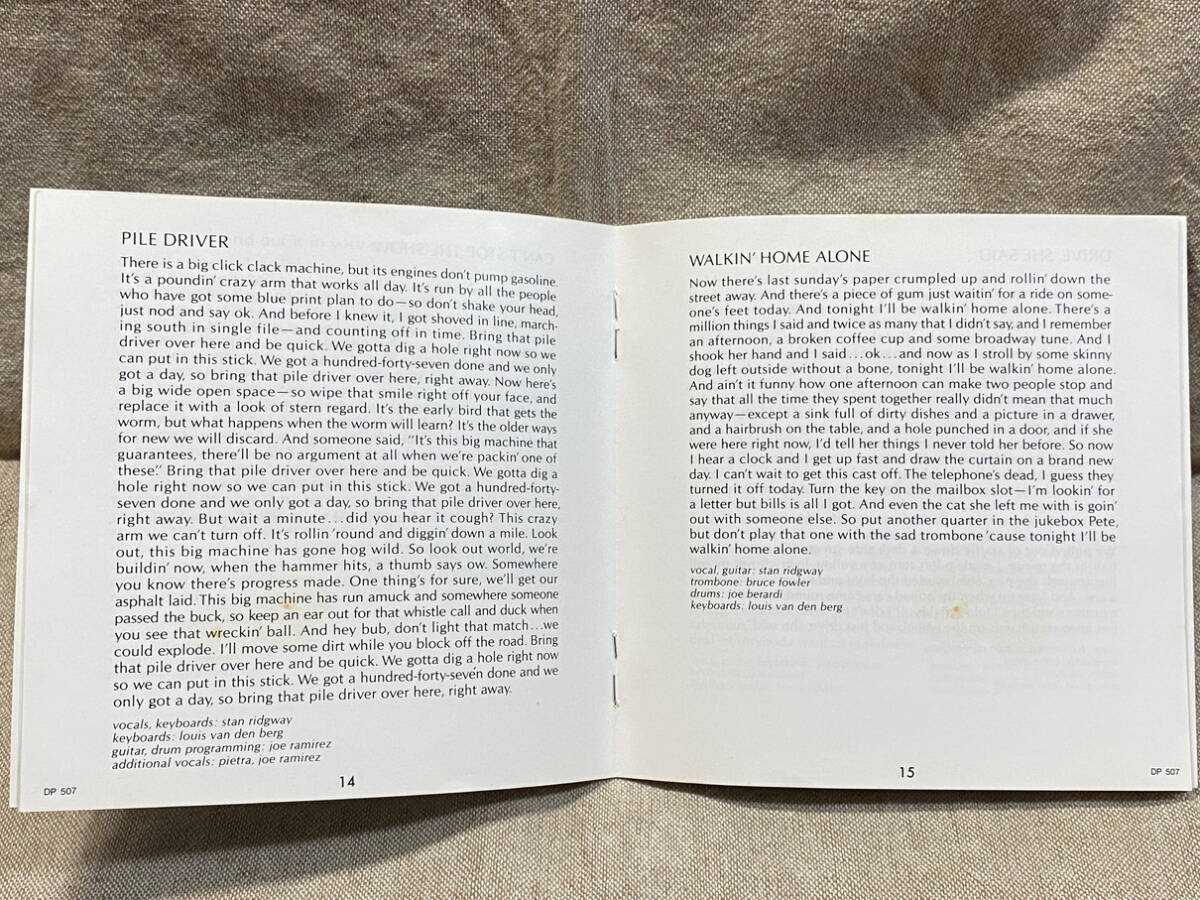 PILE DRIVER
There is a big click clack machine, but its engines don't pump gasoline.
It's a poundin' crazy arm that works all day. It's run by all the people
who have got some blue print plan to do—so don't shake your head,
just nod and say ok. And before I knew it, I got shoved in line, march-
ing south in single file—and counting off in time. Bring that pile
driver over here and be quick. We gotta dig a hole right now so we
can put in this stick. We got a hundred-forty-seven done and we only
got a day, so bring that pile driver over here, right away. Now here's
a big wide open space—so wipe that smile right off your face, and
replace it with a look of stern regard. It's the early bird that gets the
worm, but what happens when the worm will learn? It's the older ways
for new we will discard. And someone said, "It's this big machine that
guarantees, there'll be no argument at all when we're packin' one of
these." Bring that pile driver over here and be quick. We gotta dig a
hole right now so we can put in this stick. We got a hundred-forty-
seven done and we only got a day, so bring that pile driver over here,
right away. But wait a minute...did you hear it cough? This crazy
arm we can't turn off. It's rollin 'round and diggin' down a mile. Look
out, this big machine has gone hog wild. So look out world, we're
buildin' now, when the hammer hits, a thumb says ow. Somewhere
you know there's progress made. One thing's for sure, we'll get our
asphalt laid. This big machine has run amuck and somewhere someone
passed the buck, so keep an ear out for that whistle call and duck when
you see that wreckin' ball. And hey bub, don't light that match...we
could explode. I'll move some dirt while you block off the road. Bring
that pile driver over here and be quick. We gotta dig a hole right now
so we can put in this stick. We got a hundred-forty-seven done and we
only got a day, so bring that pile driver over here, right away.
vocals, keyboards: stan ridgway
keyboards: louis van den berg
guitar, drum programming: joe ramirez
additional vocals: pietra, joe ramirez
DP 507
14
WALKIN' HOME ALONE
Now there's last sunday's paper crumpled up and rollin' down the
street away. And there's a piece of gum just waitin' for a ride on some-
one's feet today. And tonight I'll be walkin' home alone. There's a
million things I said and twice as many that I didn't say, and I remember
an afternoon, a broken coffee cup and some broadway tune. And I
shook her hand and I said...ok...and now as I stroll by some skinny
dog left outside without a bone, tonight I'll be walkin' home alone.
And ain't it funny how one afternoon can make two people stop and
say that all the time they spent together really didn't mean that much
anyway—except a sink full of dirty dishes and a picture in a drawer,
and a hairbrush on the table, and a hole punched in a door, and if she
were here right now, I'd tell her things I never told her before. So now
I hear a clock and I get up fast and draw the curtain on a brand new
day. I can't wait to get this cast off. The telephone's dead, I guess they
turned it off today. Turn the key on the mailbox slot—I'm lookin' for
a letter but bills is all I got. And even the cat she left me with is goin'
out with someone else. So put another quarter in the jukebox Pete,
but don't play that one with the sad trombone 'cause tonight I'll be
walkin' home alone.
vocal, guitar: stan ridgway
trombone: bruce fowler
drums: joe berardi
keyboards: louis van den berg
15
DP 507